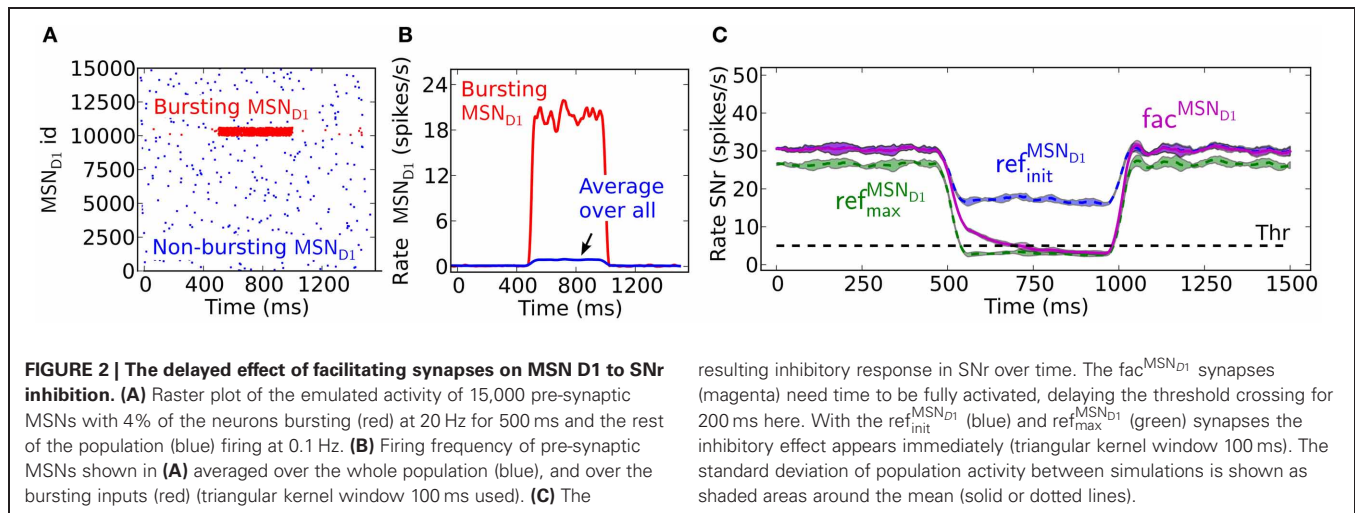 A
B
C
15000
12500
10000
7500
5000
2500
0
MSN_D1 id
Bursting MSN_D1
Non-bursting MSN_D1
0 400 800 1200
Time (ms)
24
18
12
6
0
Rate MSN_D1 (spikes/s)
Bursting
MSN_D1
Average
over all
0 400 800 1200
Time (ms)
50
40
30
20
10
0
Rate SNr (spikes/s)
fac^MSN_D1
ref_init^MSN_D1
ref_max^MSN_D1
Thr
0 250 500 750 1000 1250 1500
Time (ms)
FIGURE 2 | The delayed effect of facilitating synapses on MSN D1 to SNr
inhibition. (A) Raster plot of the emulated activity of 15,000 pre-synaptic
MSNs with 4% of the neurons bursting (red) at 20 Hz for 500 ms and the rest
of the population (blue) firing at 0.1 Hz. (B) Firing frequency of pre-synaptic
MSNs shown in (A) averaged over the whole population (blue), and over the
bursting inputs (red) (triangular kernel window 100 ms used). (C) The
resulting inhibitory response in SNr over time. The fac^MSN_D1 synapses
(magenta) need time to be fully activated, delaying the threshold crossing for
200 ms here. With the ref_init^MSN_D1 (blue) and ref_max^MSN_D1 (green) synapses the
inhibitory effect appears immediately (triangular kernel window 100 ms). The
standard deviation of population activity between simulations is shown as
shaded areas around the mean (solid or dotted lines).